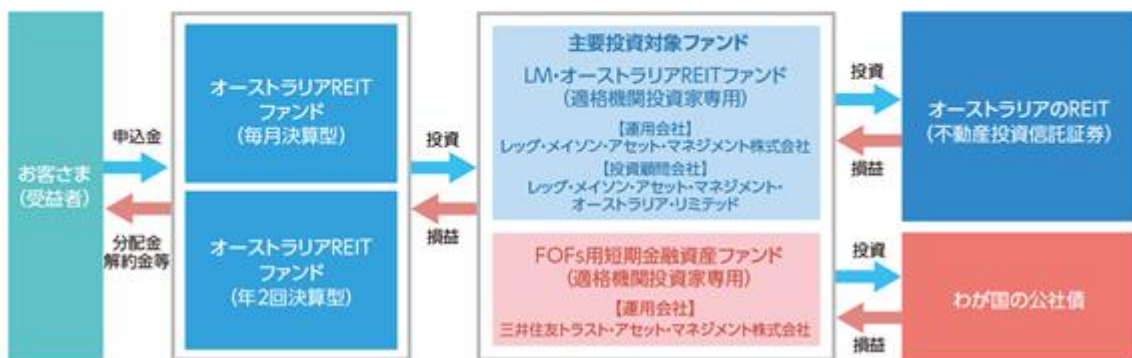 お客さま
(受益者)
申込金
分配金
解約金等
オーストラリアREIT
ファンド
(毎月決算型)
オーストラリアREIT
ファンド
(年2回決算型)
投資
損益
主要投資対象ファンド
LM・オーストラリアREITファンド
(適格機関投資家専用)
【運用会社】
レッグ・メイソン・アセット・マネジメント株式会社
【投資顧問会社】
レッグ・メイソン・アセット・マネジメント・
オーストラリア・リミテッド
FOFs用短期金融資産ファンド
(適格機関投資家専用)
【運用会社】
三井住友トラスト・アセット・マネジメント株式会社
投資
損益
オーストラリアのREIT
(不動産投資信託証券)
投資
損益
わが国の公社債